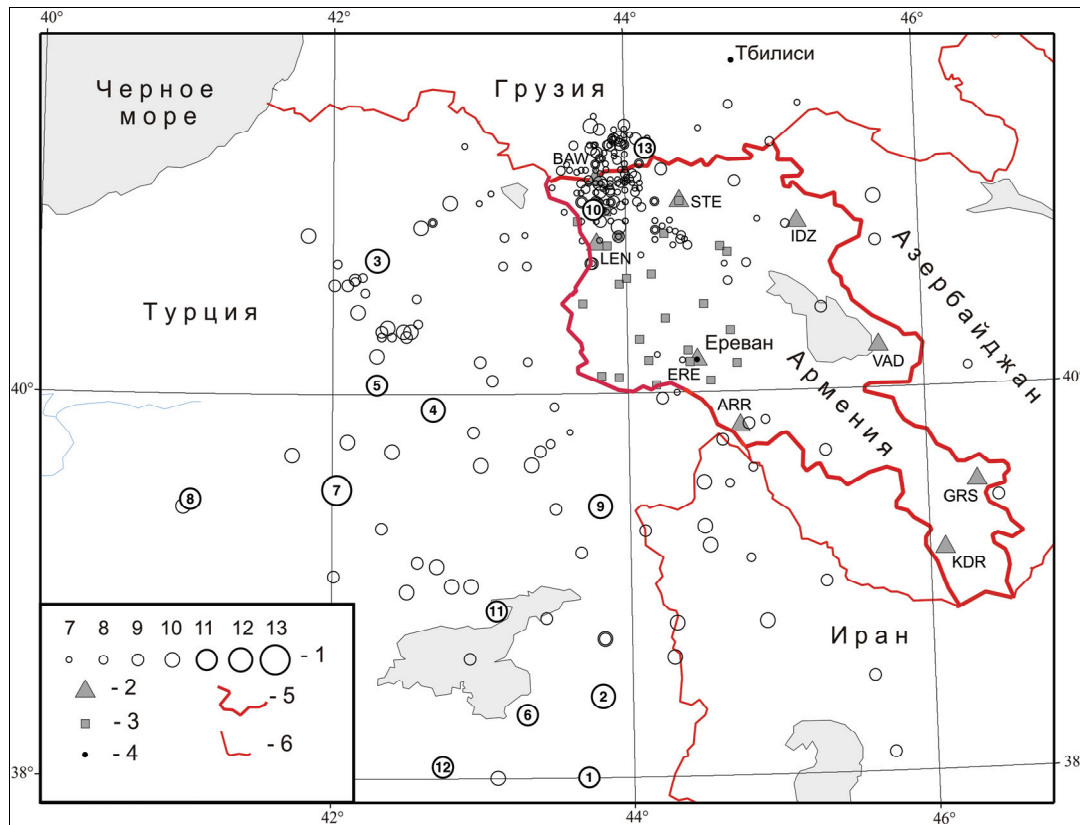 40°
42°
44°
46°
Тбилиси
Черное
море
Грузия
13
BAW
10
STE
IDZ
LEN
3
Турция
Азербайджан
Ереван
ERE
VAD
Армения
40°
40°
5
4
ARR
7
8
9
GRS
KDR
11
Иран
7 8 9 10 11 12 13
- 1
- 2
- 3
- 4
- 5
- 6
2
6
12
1
38°
38°
42°
44°
46°